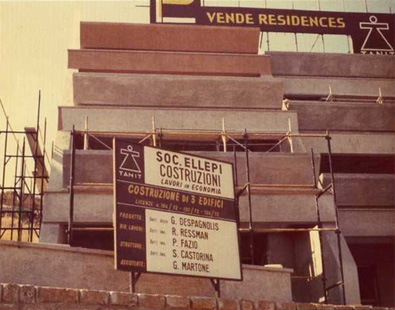 VENDE RESIDENCES
TANIT
TANIT
SOC. ELLEPI
COSTRUZIONI
LAVORI IN ECONOMIA
COSTRUZIONE DI 3 EDIFICI
PROGETTO
G. DESPAGNOLIS
DIR. LAVORI
R. RESSMAN
STRUTTURE
P. FAZIO
S. CASTORINA
ASSISTENTE
G. MARTONE